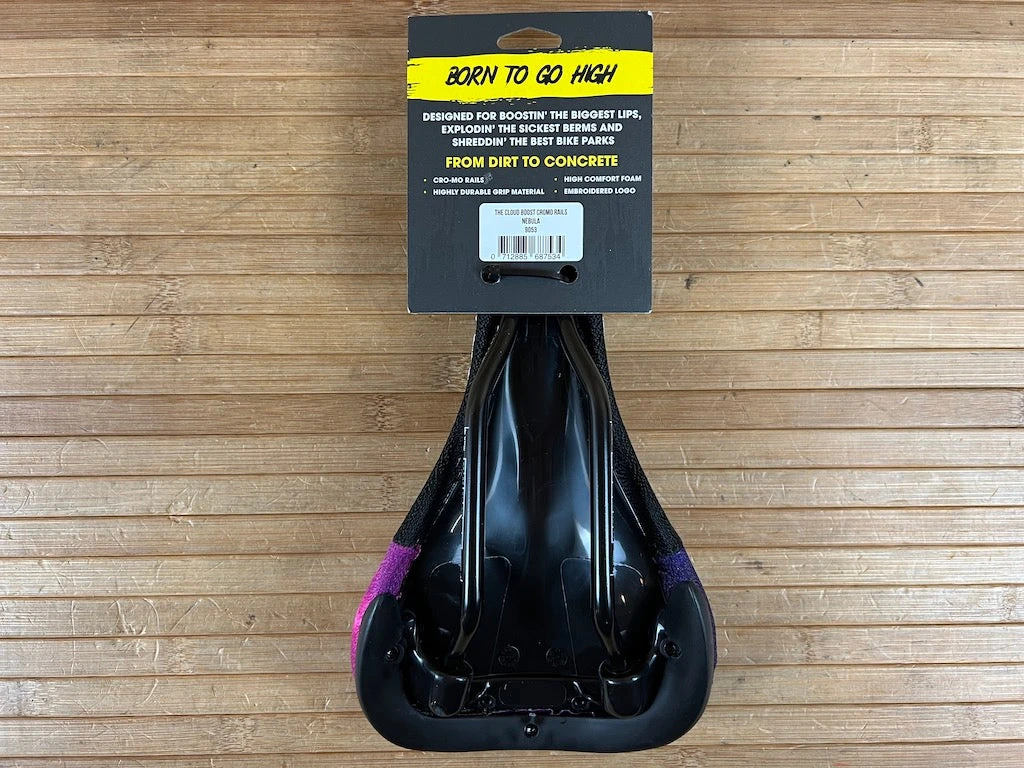 BORN TO GO HIGH
DESIGNED FOR BOOSTIN' THE BIGGEST LIPS,
EXPLODIN' THE SICKEST BERMS AND
SHREDDIN' THE BEST BIKE PARKS
FROM DIRT TO CONCRETE
• CRO-MO RAILS
• HIGH COMFORT FOAM
• HIGHLY DURABLE GRIP MATERIAL
• EMBROIDERED LOGO
THE CLOUD BOOST CROMO RAILS
NEBULA
9053
0 712885 687534